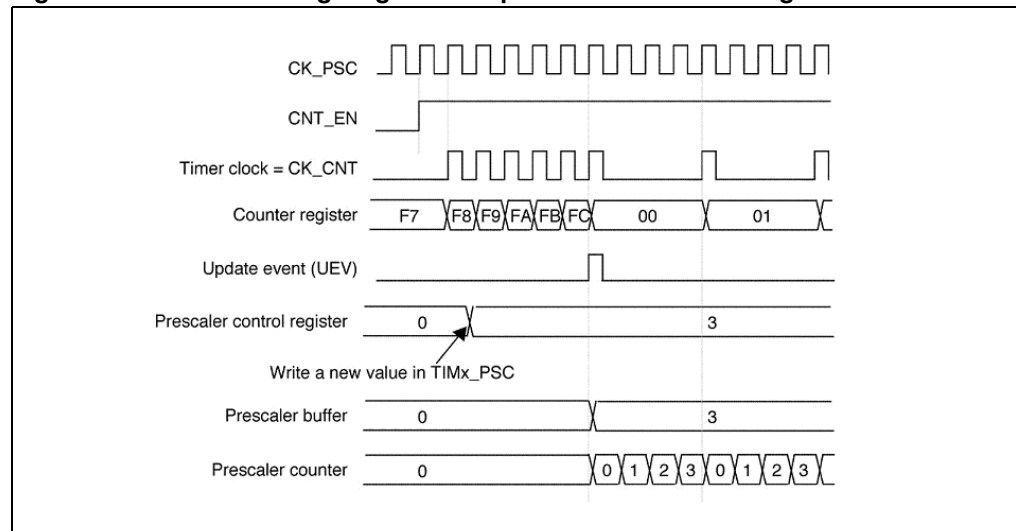 CK_PSC
CNT_EN
Timer clock = CK_CNT
Counter register F7 F8 F9 FA FB FC 00 01
Update event (UEV)
Prescaler control register 0 3
Write a new value in TIMx_PSC
Prescaler buffer 0 3
Prescaler counter 0 0 1 2 3 0 1 2 3